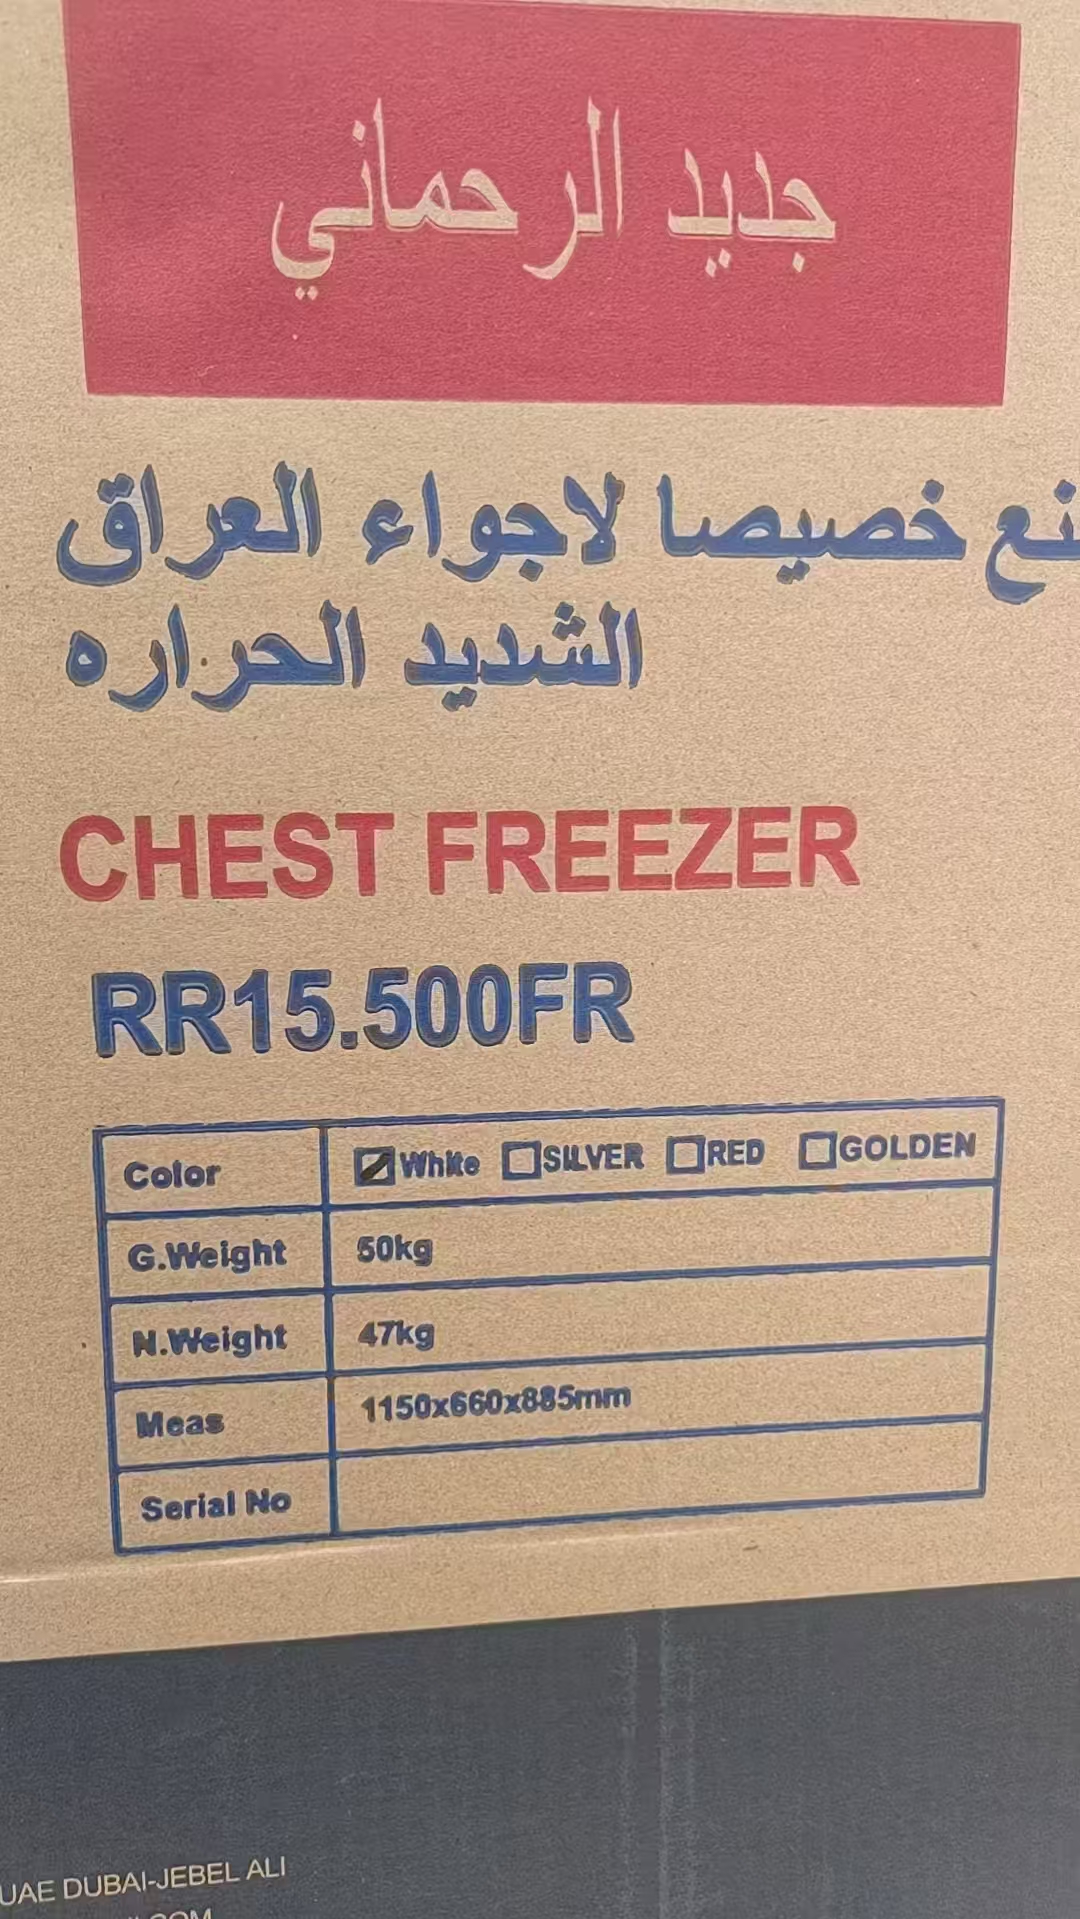 جديد الرحماني
خصيصا لاجواء العراق
الشديد الحراره
CHEST FREEZER
RR15.500FR
Color White SILVER RED GOLDEN
G.Weight 50kg
N.Weight 47kg
Meas 1150x660x885mm
Serial No
UAE DUBAI-JEBEL ALI